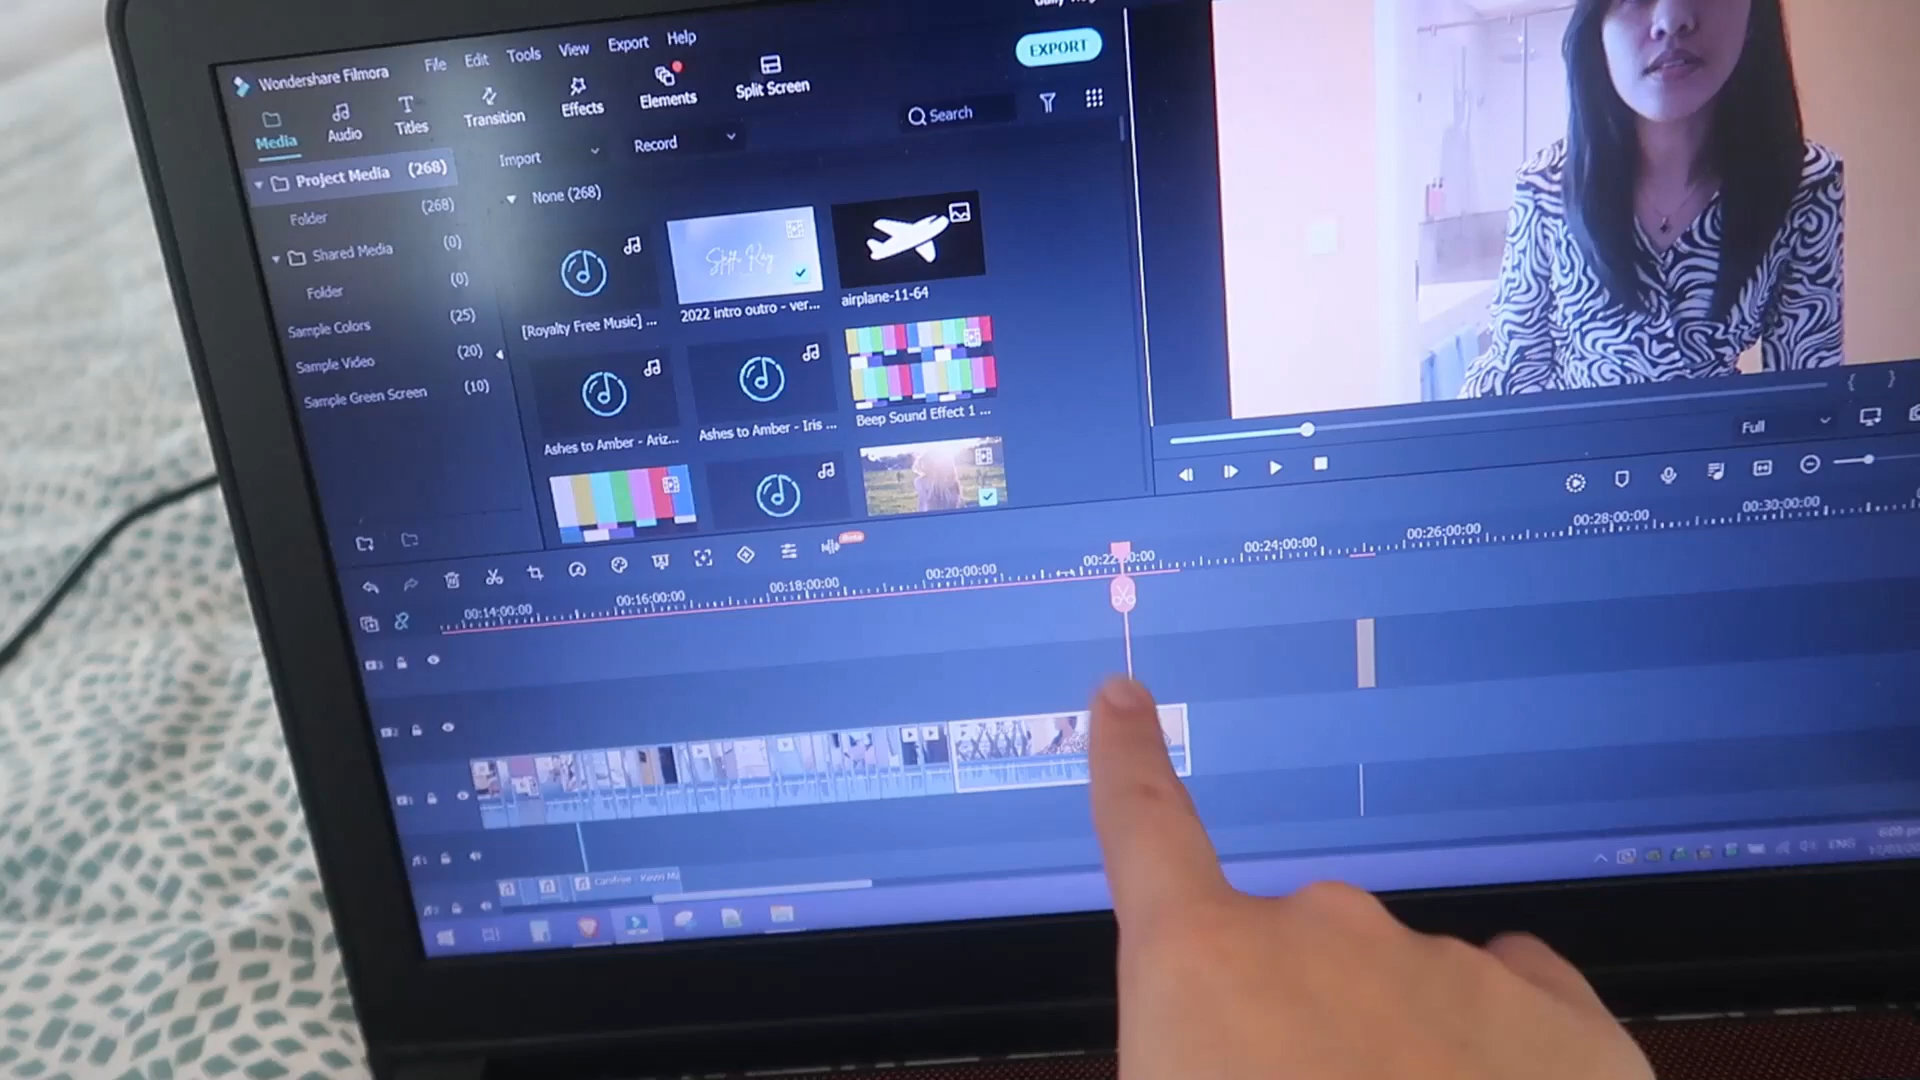 Wondershare Filmora
File Edit Tools View Export Help
EXPORT
Media Audio Titles Transition Effects Elements Split Screen
Project Media (268)
Folder (268)
Shared Media (0)
Folder (0)
Sample Colors (25)
Sample Video (20)
Sample Green Screen (10)
Import Record Search
None (268)
[Royalty Free Music] ...
2022 intro outro - ver...
airplane-11-64
Ashes to Amber - Ariz...
Ashes to Amber - Iris ...
Beep Sound Effect 1 ...
Full
Beta
00:14:00:00 00:16:00:00 00:18:00:00 00:20:00:00 00:24:00:00 00:26:00:00 00:28:00:00 00:30:00:00
ENG